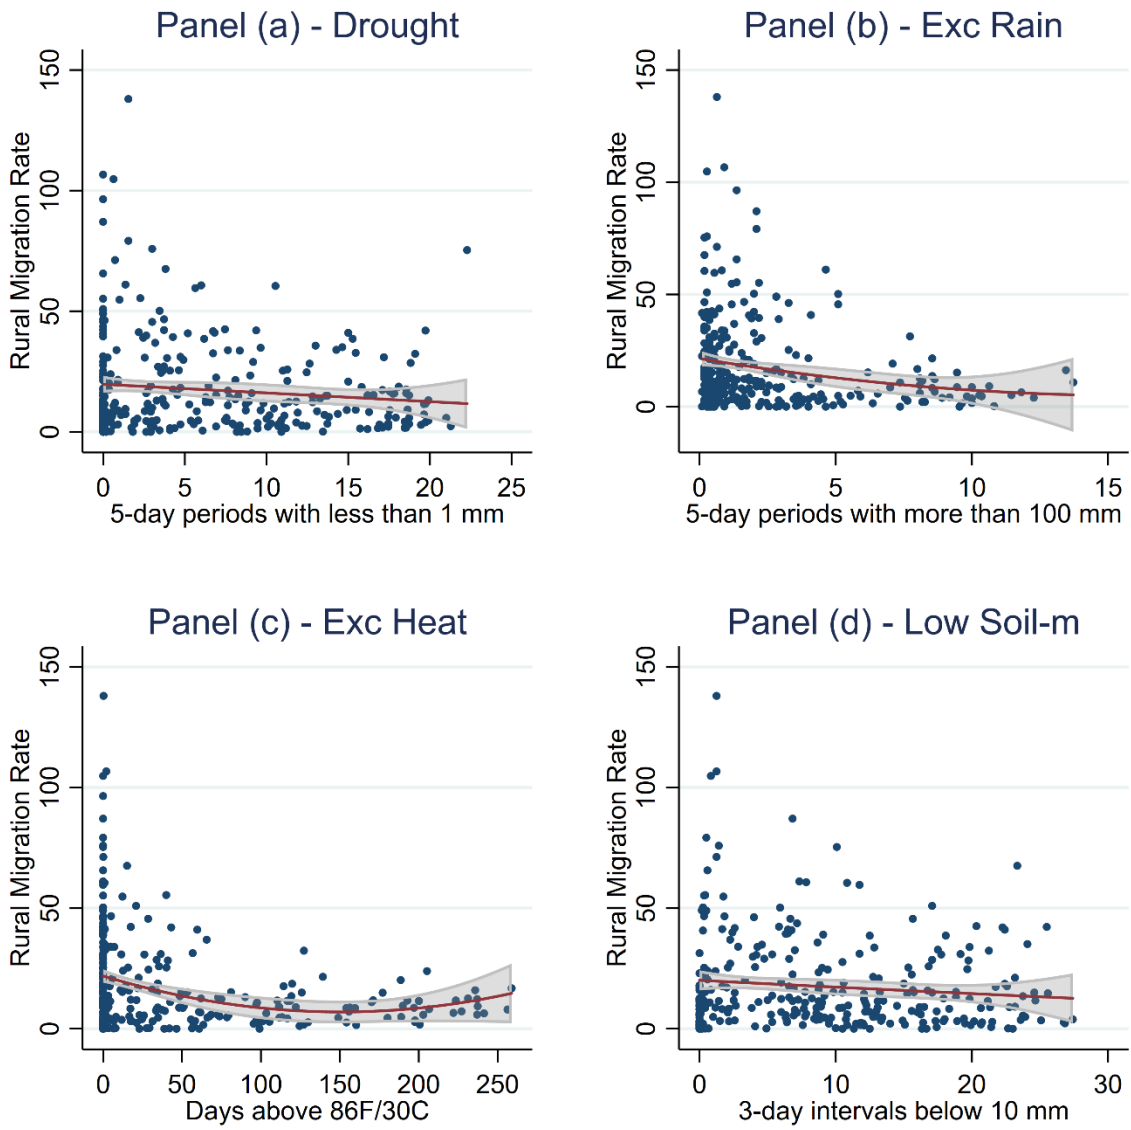 Panel (a) - Drought
Rural Migration Rate
150
100
50
0
0 5 10 15 20 25
5-day periods with less than 1 mm
Panel (b) - Exc Rain
Rural Migration Rate
150
100
50
0
0 5 10 15
5-day periods with more than 100 mm
Panel (c) - Exc Heat
Rural Migration Rate
150
100
50
0
0 50 100 150 200 250
Days above 86F/30C
Panel (d) - Low Soil-m
Rural Migration Rate
150
100
50
0
0 10 20 30
3-day intervals below 10 mm